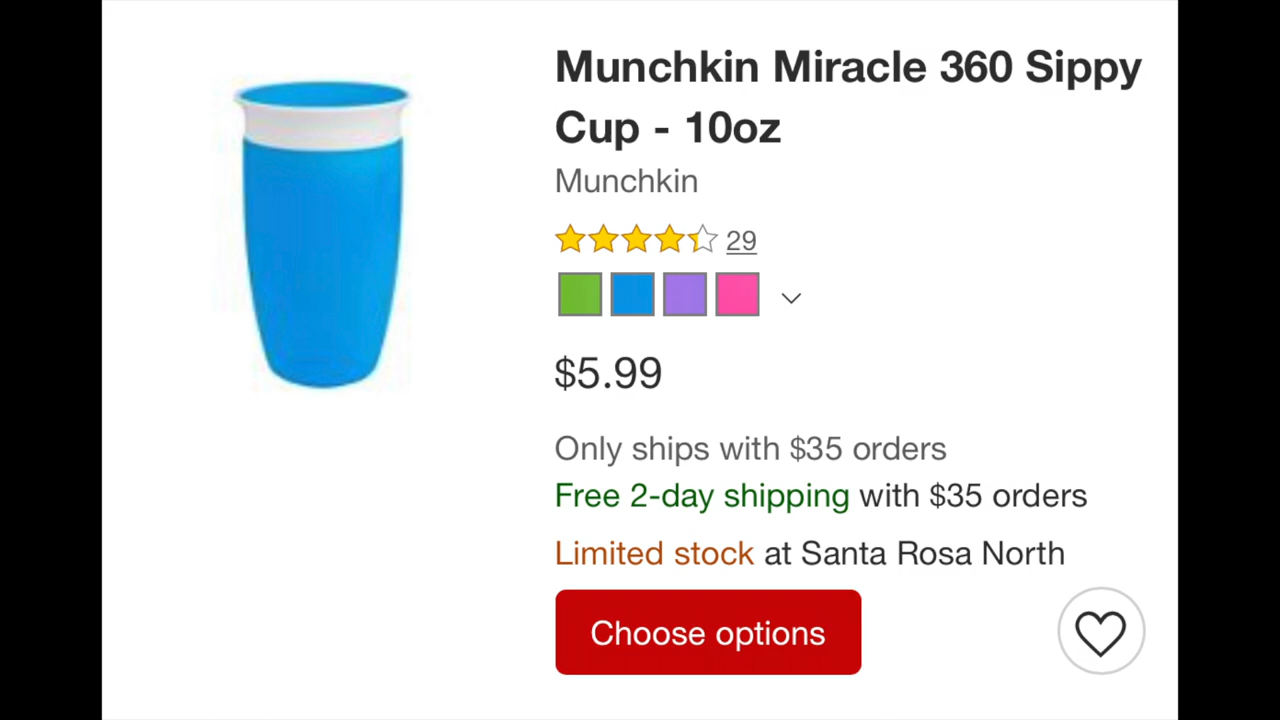 Munchkin Miracle 360 Sippy
Cup - 10oz
Munchkin
29
$5.99
Only ships with $35 orders
Free 2-day shipping with $35 orders
Limited stock at Santa Rosa North
Choose options